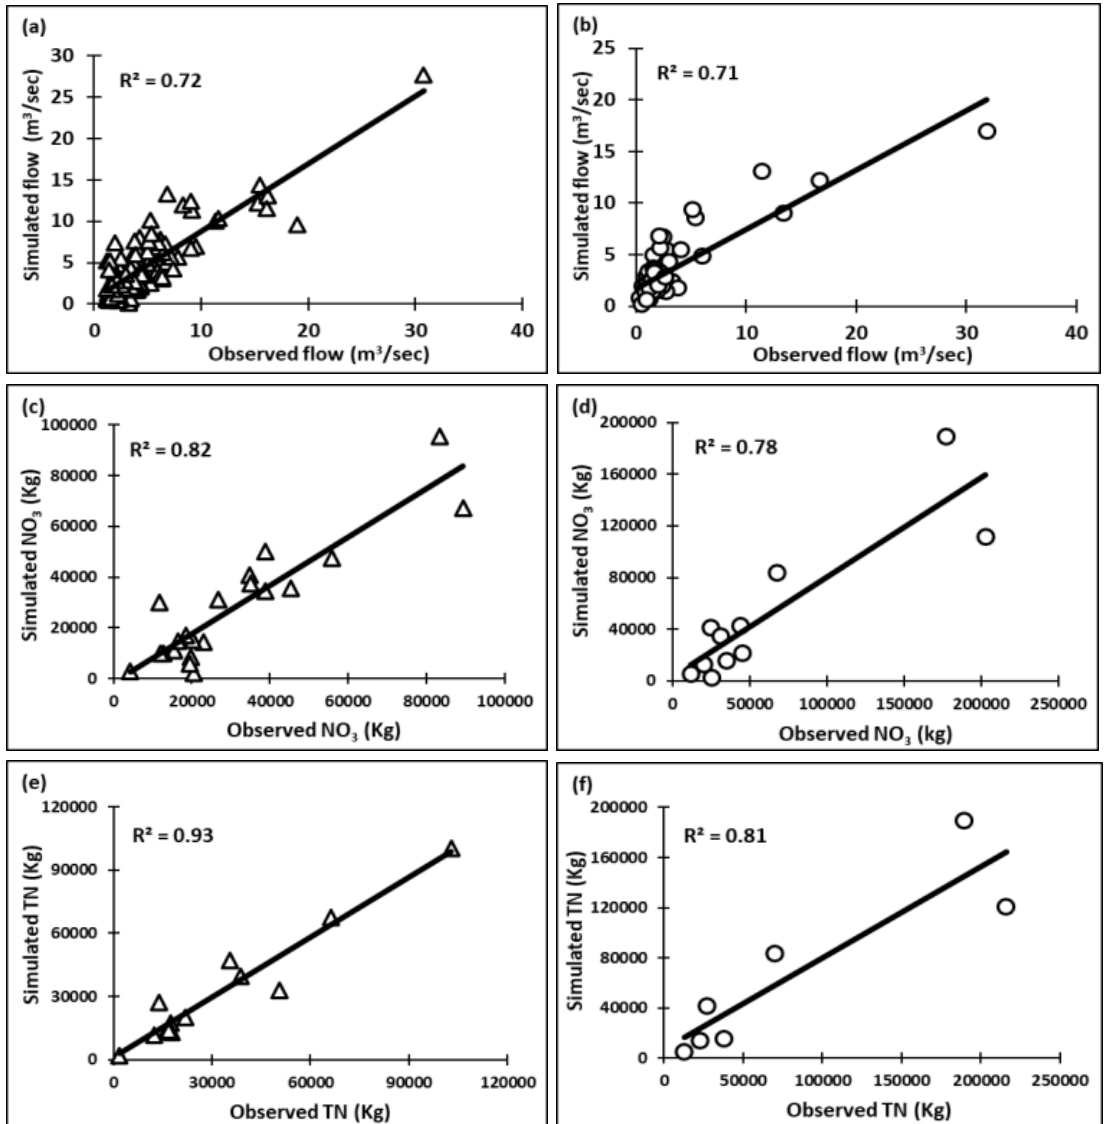 (a)
R² = 0.72
Simulated flow (m³/sec)
30
25
20
15
10
5
0
0 10 20 30 40
Observed flow (m³/sec)
(b)
R² = 0.71
Simulated flow (m³/sec)
25
20
15
10
5
0
0 10 20 30 40
Observed flow (m³/sec)
(c)
R² = 0.82
Simulated NO₃ (Kg)
100000
80000
60000
40000
20000
0
0 20000 40000 60000 80000 100000
Observed NO₃ (Kg)
(d)
R² = 0.78
Simulated NO₃ (Kg)
200000
160000
120000
80000
40000
0
0 50000 100000 150000 200000 250000
Observed NO₃ (kg)
(e)
R² = 0.93
Simulated TN (Kg)
120000
90000
60000
30000
0
0 30000 60000 90000 120000
Observed TN (Kg)
(f)
R² = 0.81
Simulated TN (Kg)
200000
160000
120000
80000
40000
0
0 50000 100000 150000 200000 250000
Observed TN (Kg)